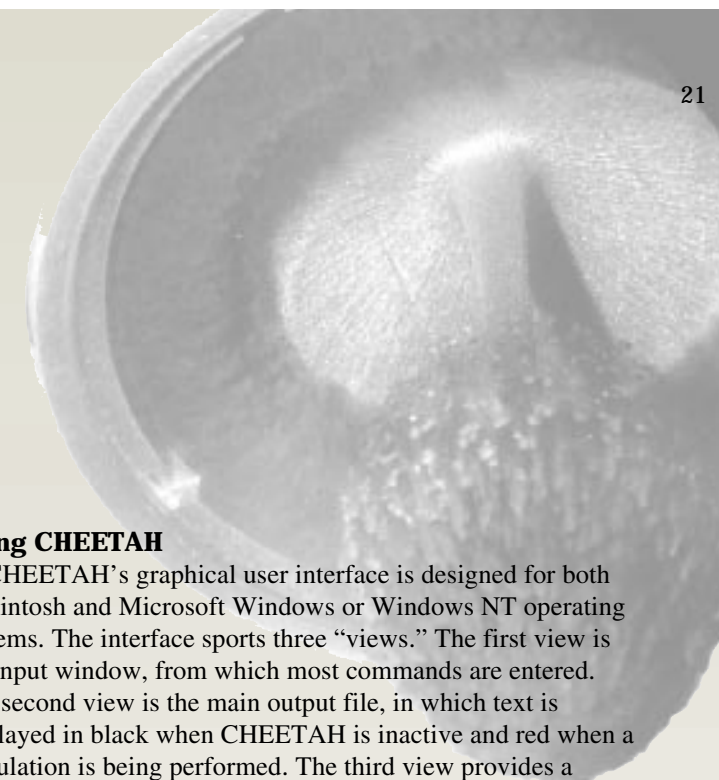 21
ng CHEETAH
CHEETAH's graphical user interface is designed for both
intosh and Microsoft Windows or Windows NT operating
ems. The interface sports three “views.” The first view is
nput window, from which most commands are entered.
second view is the main output file, in which text is
layed in black when CHEETAH is inactive and red when a
ulation is being performed. The third view provides a